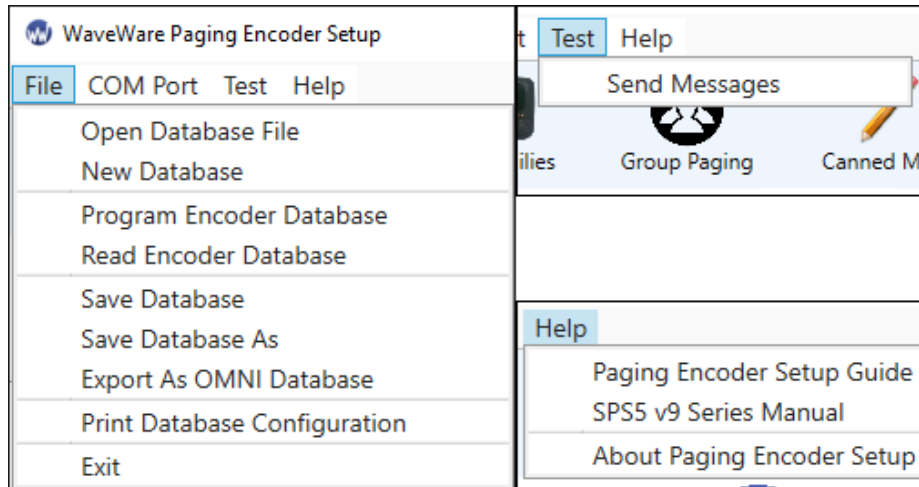 WaveWare Paging Encoder Setup
File COM Port Test Help
Open Database File
New Database
Program Encoder Database
Read Encoder Database
Save Database
Save Database As
Export As OMNI Database
Print Database Configuration
Exit
t Test Help
Send Messages
ilies Group Paging Canned M
Help
Paging Encoder Setup Guide
SPS5 v9 Series Manual
About Paging Encoder Setup